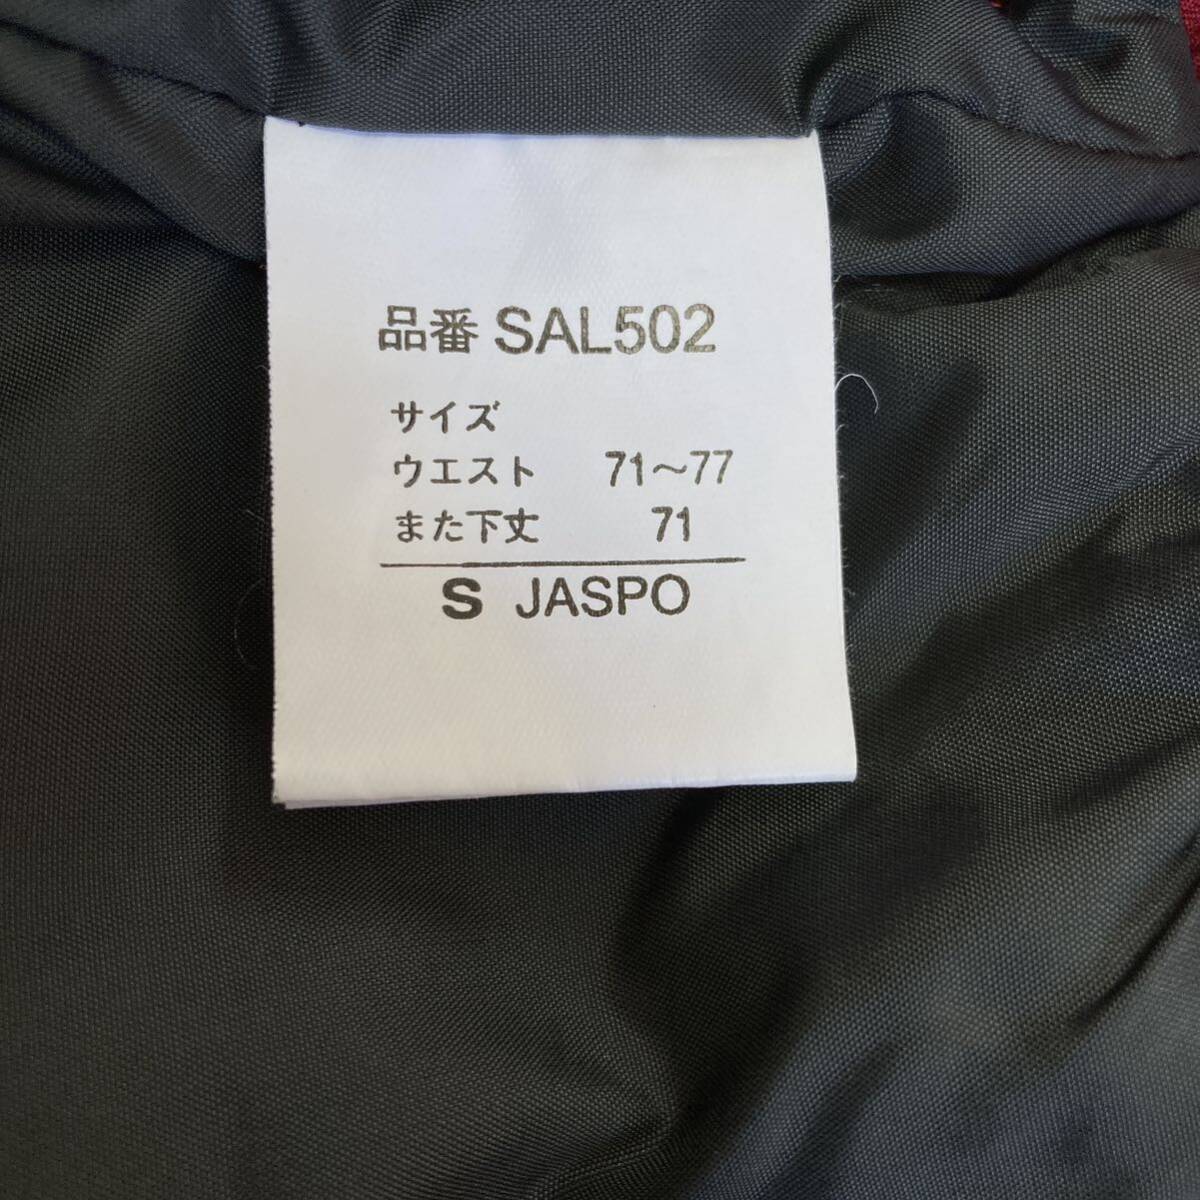 品番 SAL502
サイズ
ウエスト 71～77
また下丈 71
S JASPO